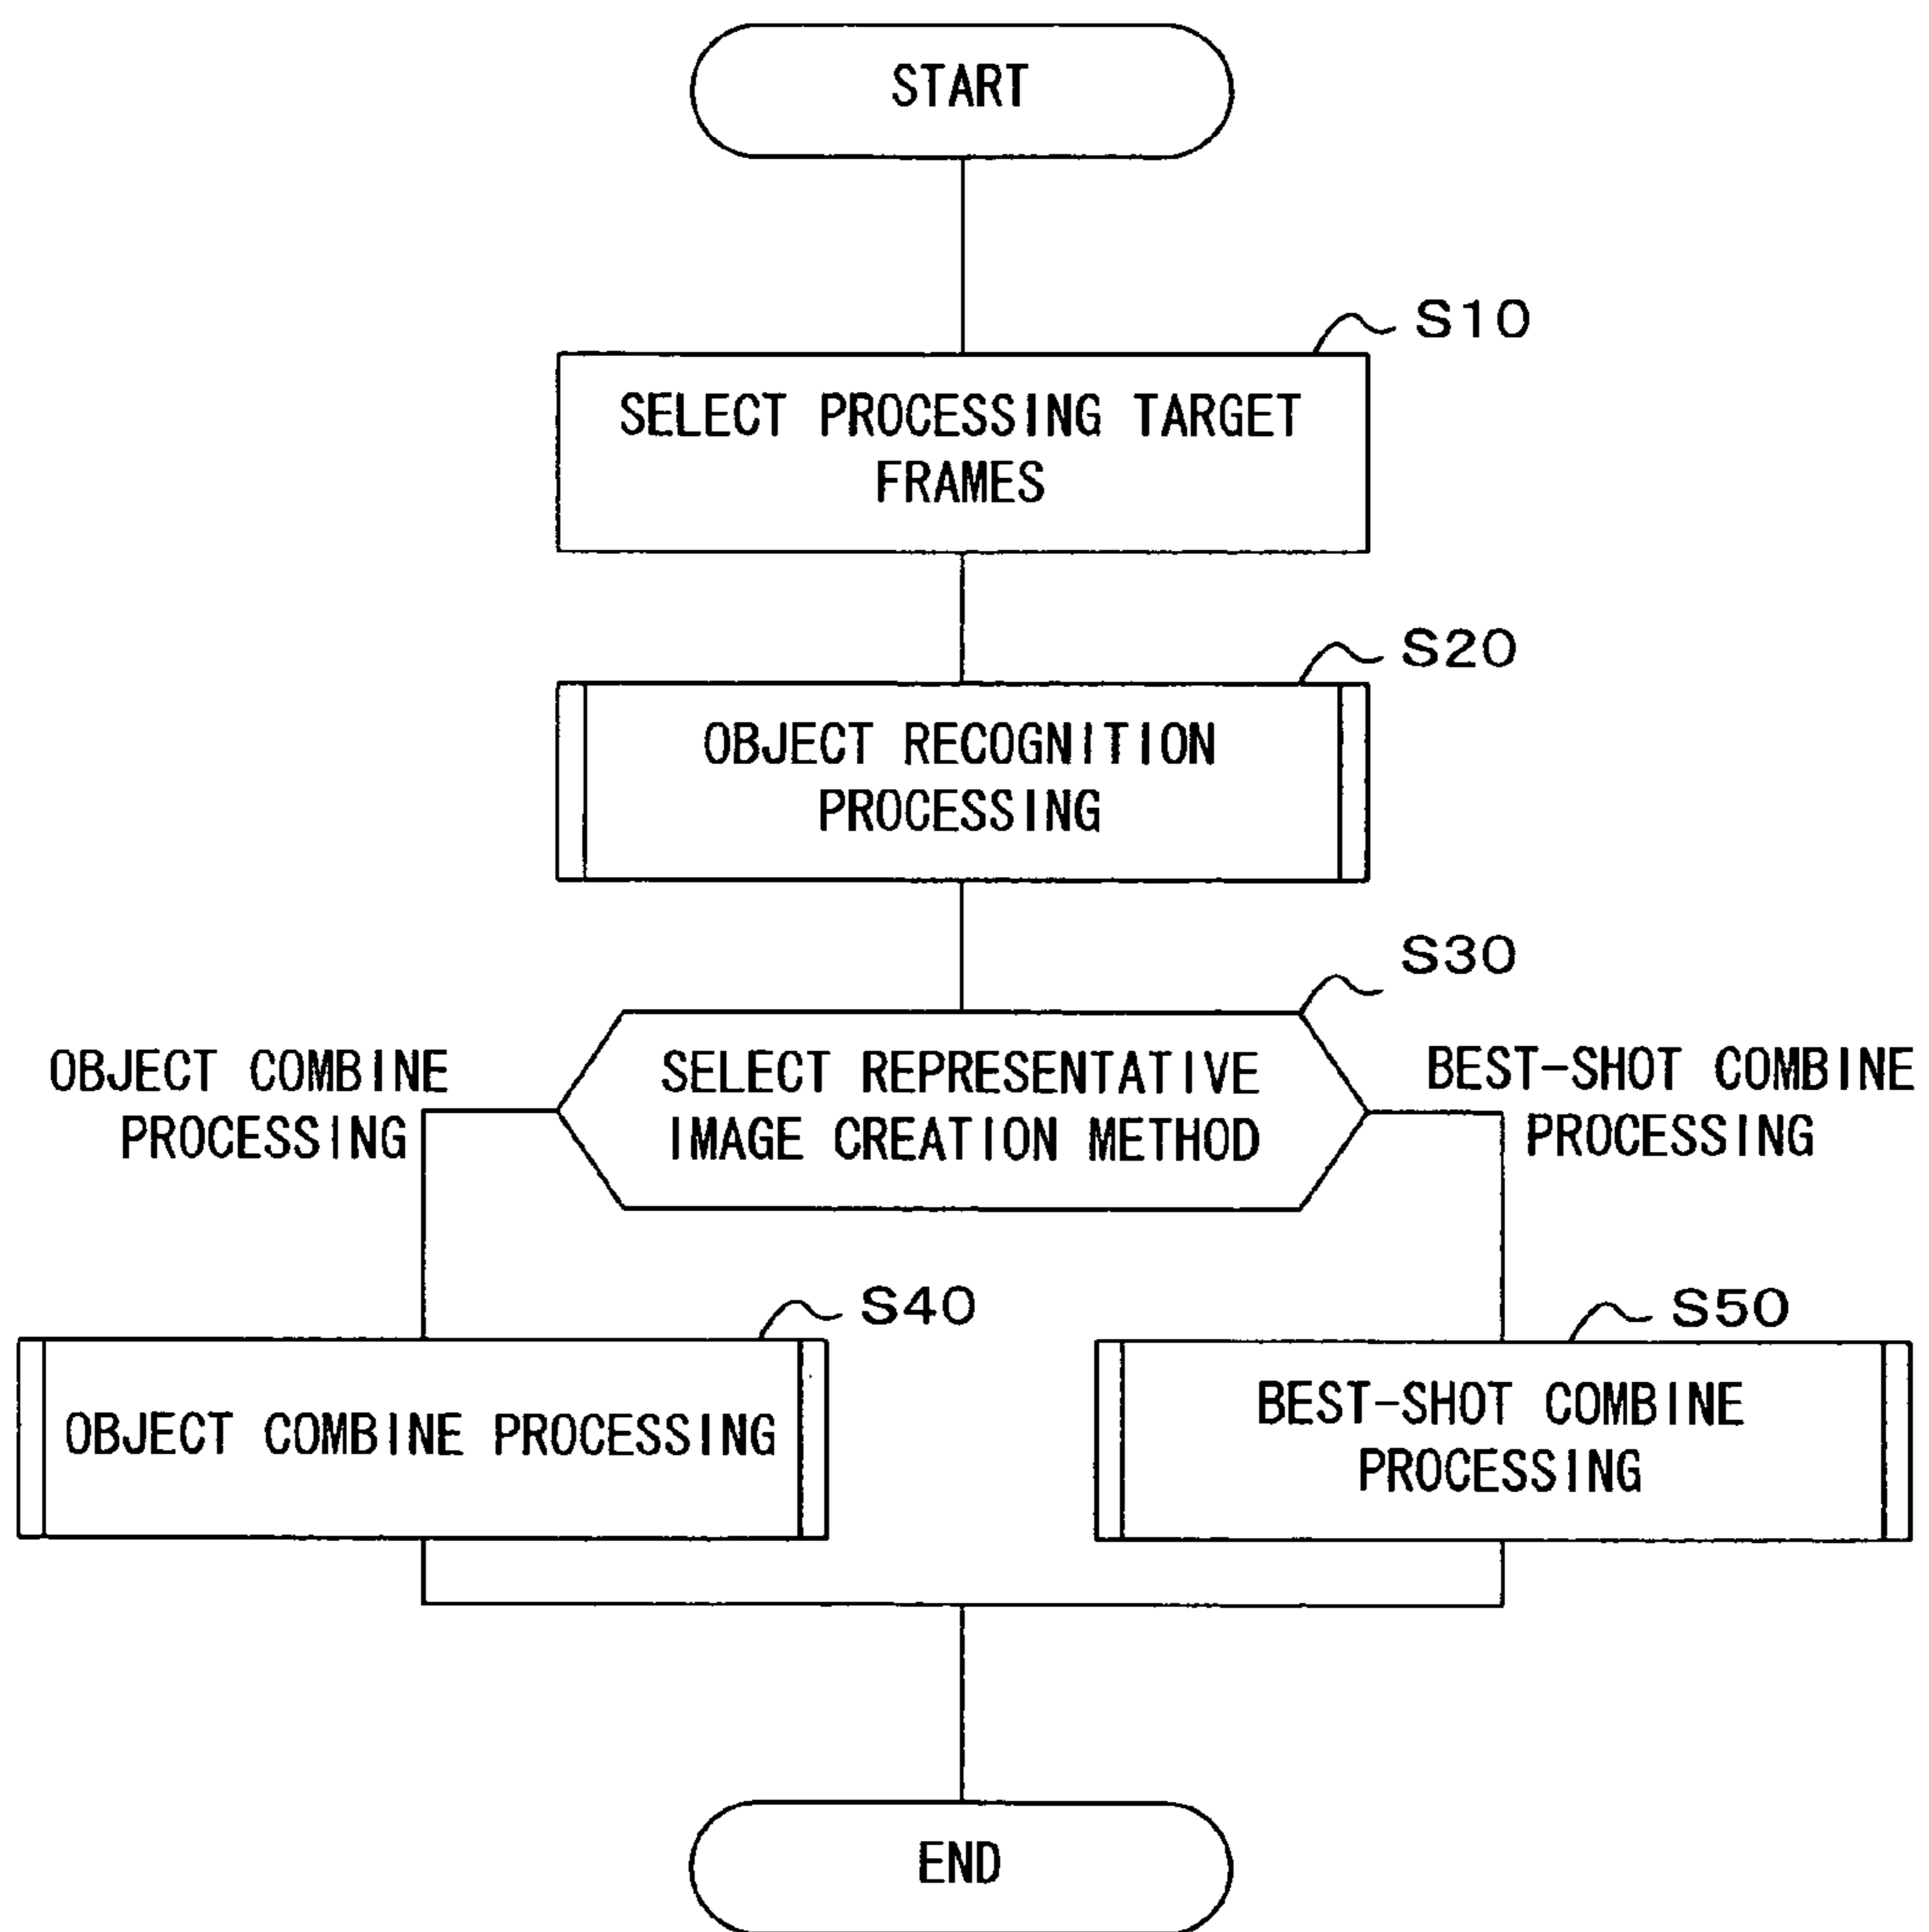 START
S10
SELECT PROCESSING TARGET
FRAMES
S20
OBJECT RECOGNITION
PROCESSING
S30
SELECT REPRESENTATIVE
IMAGE CREATION METHOD
OBJECT COMBINE
PROCESSING
BEST-SHOT COMBINE
PROCESSING
S40
OBJECT COMBINE PROCESSING
S50
BEST-SHOT COMBINE
PROCESSING
END